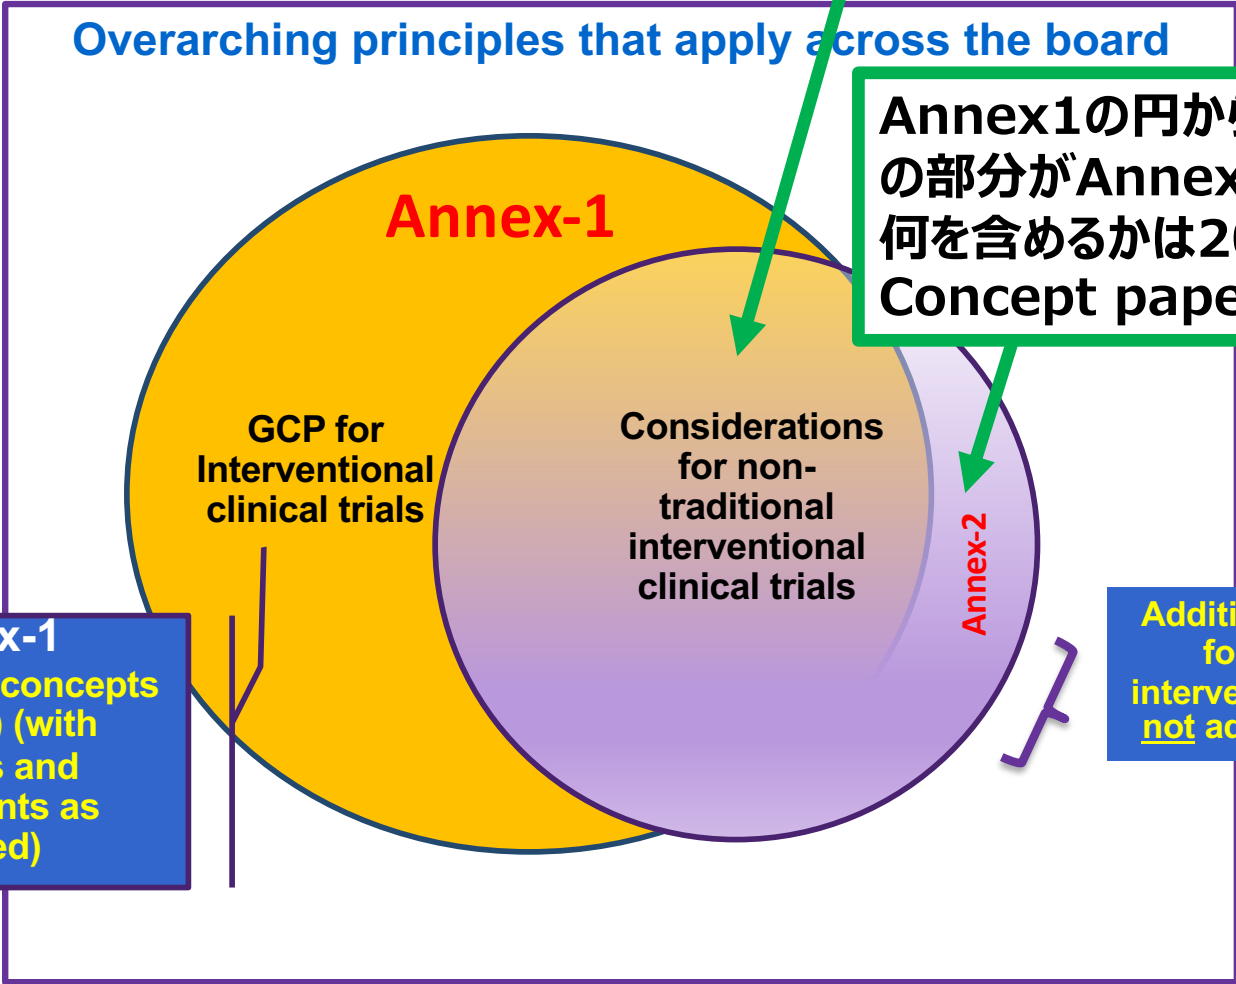 Overarching principles that apply across the board
Annex1の円から
の部分がAnnex
何を含めるかは2
Concept pape
Annex-1
GCP for
Interventional
clinical trials
Considerations
for non-
traditional
interventional
clinical trials
Annex-2
x-1
concepts
) (with
s and
nts as
ed)
Additi
fo
interve
not ad